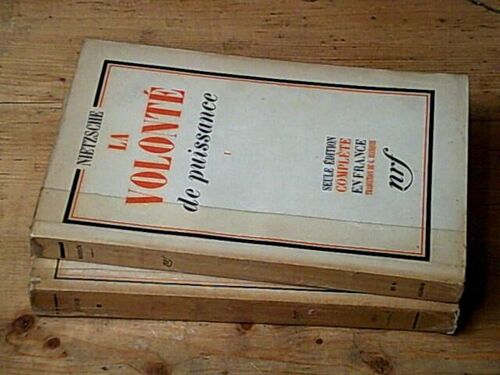 NIETZSCHE
LA
VOLONTÉ
de puissance
I
SEULE ÉDITION
COMPLÈTE
EN FRANCE
nrf